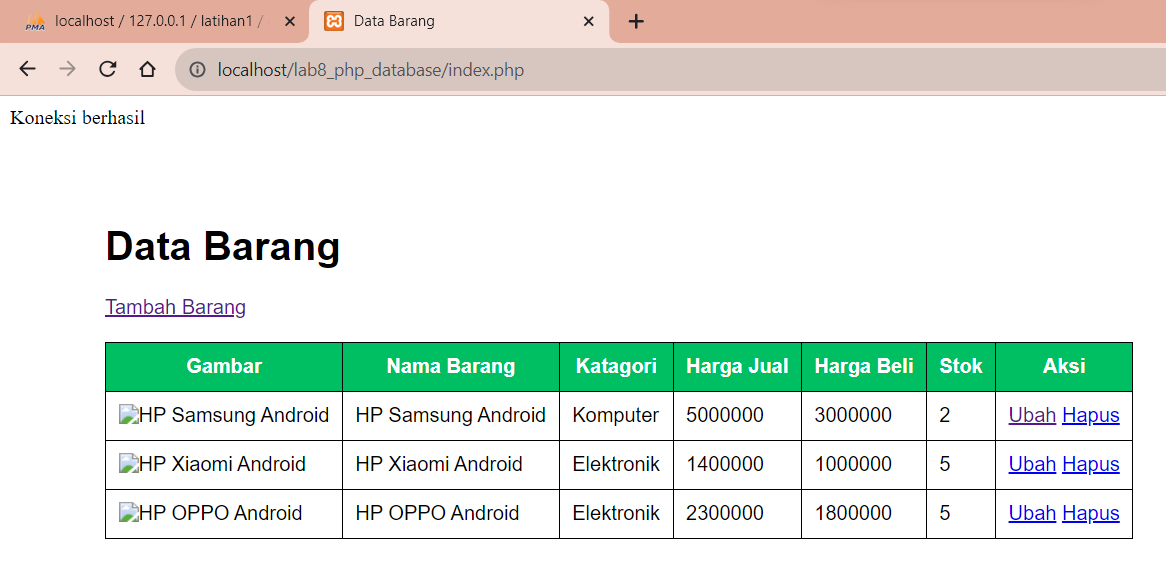 PMA localhost / 127.0.0.1 / latihan1 / Data Barang
localhost/lab8_php_database/index.php
Koneksi berhasil
Data Barang
Tambah Barang
Gambar Nama Barang Katagori Harga Jual Harga Beli Stok Aksi
HP Samsung Android HP Samsung Android Komputer 5000000 3000000 2 Ubah Hapus
HP Xiaomi Android HP Xiaomi Android Elektronik 1400000 1000000 5 Ubah Hapus
HP OPPO Android HP OPPO Android Elektronik 2300000 1800000 5 Ubah Hapus